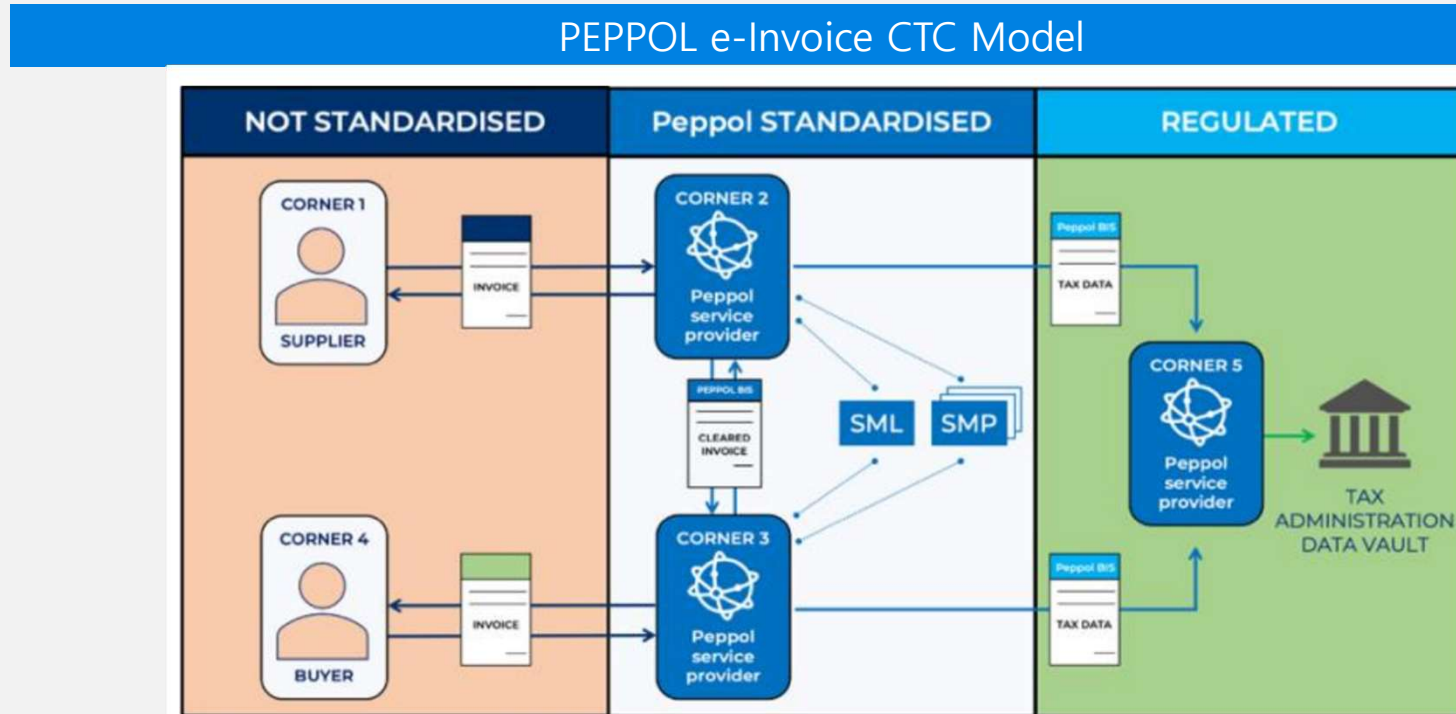 PEPPOL e-Invoice CTC Model
NOT STANDARDISED
Peppol STANDARDISED
REGULATED
CORNER 1
SUPPLIER
INVOICE
CORNER 2
Peppol
service
provider
Peppol BIS
TAX DATA
PEPPOL BIS
CLEARED
INVOICE
SML
SMP
CORNER 5
Peppol
service
provider
TAX
ADMINISTRATION
DATA VAULT
CORNER 4
BUYER
INVOICE
CORNER 3
Peppol
service
provider
Peppol BIS
TAX DATA